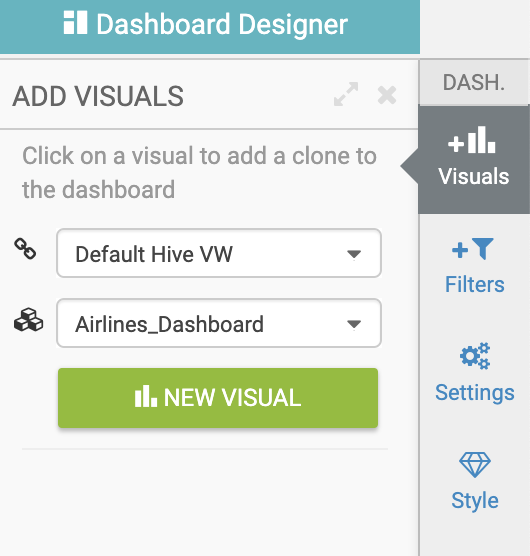 Dashboard Designer
ADD VISUALS
Click on a visual to add a clone to
the dashboard
Default Hive VW
Airlines_Dashboard
NEW VISUAL
DASH.
Visuals
Filters
Settings
Style